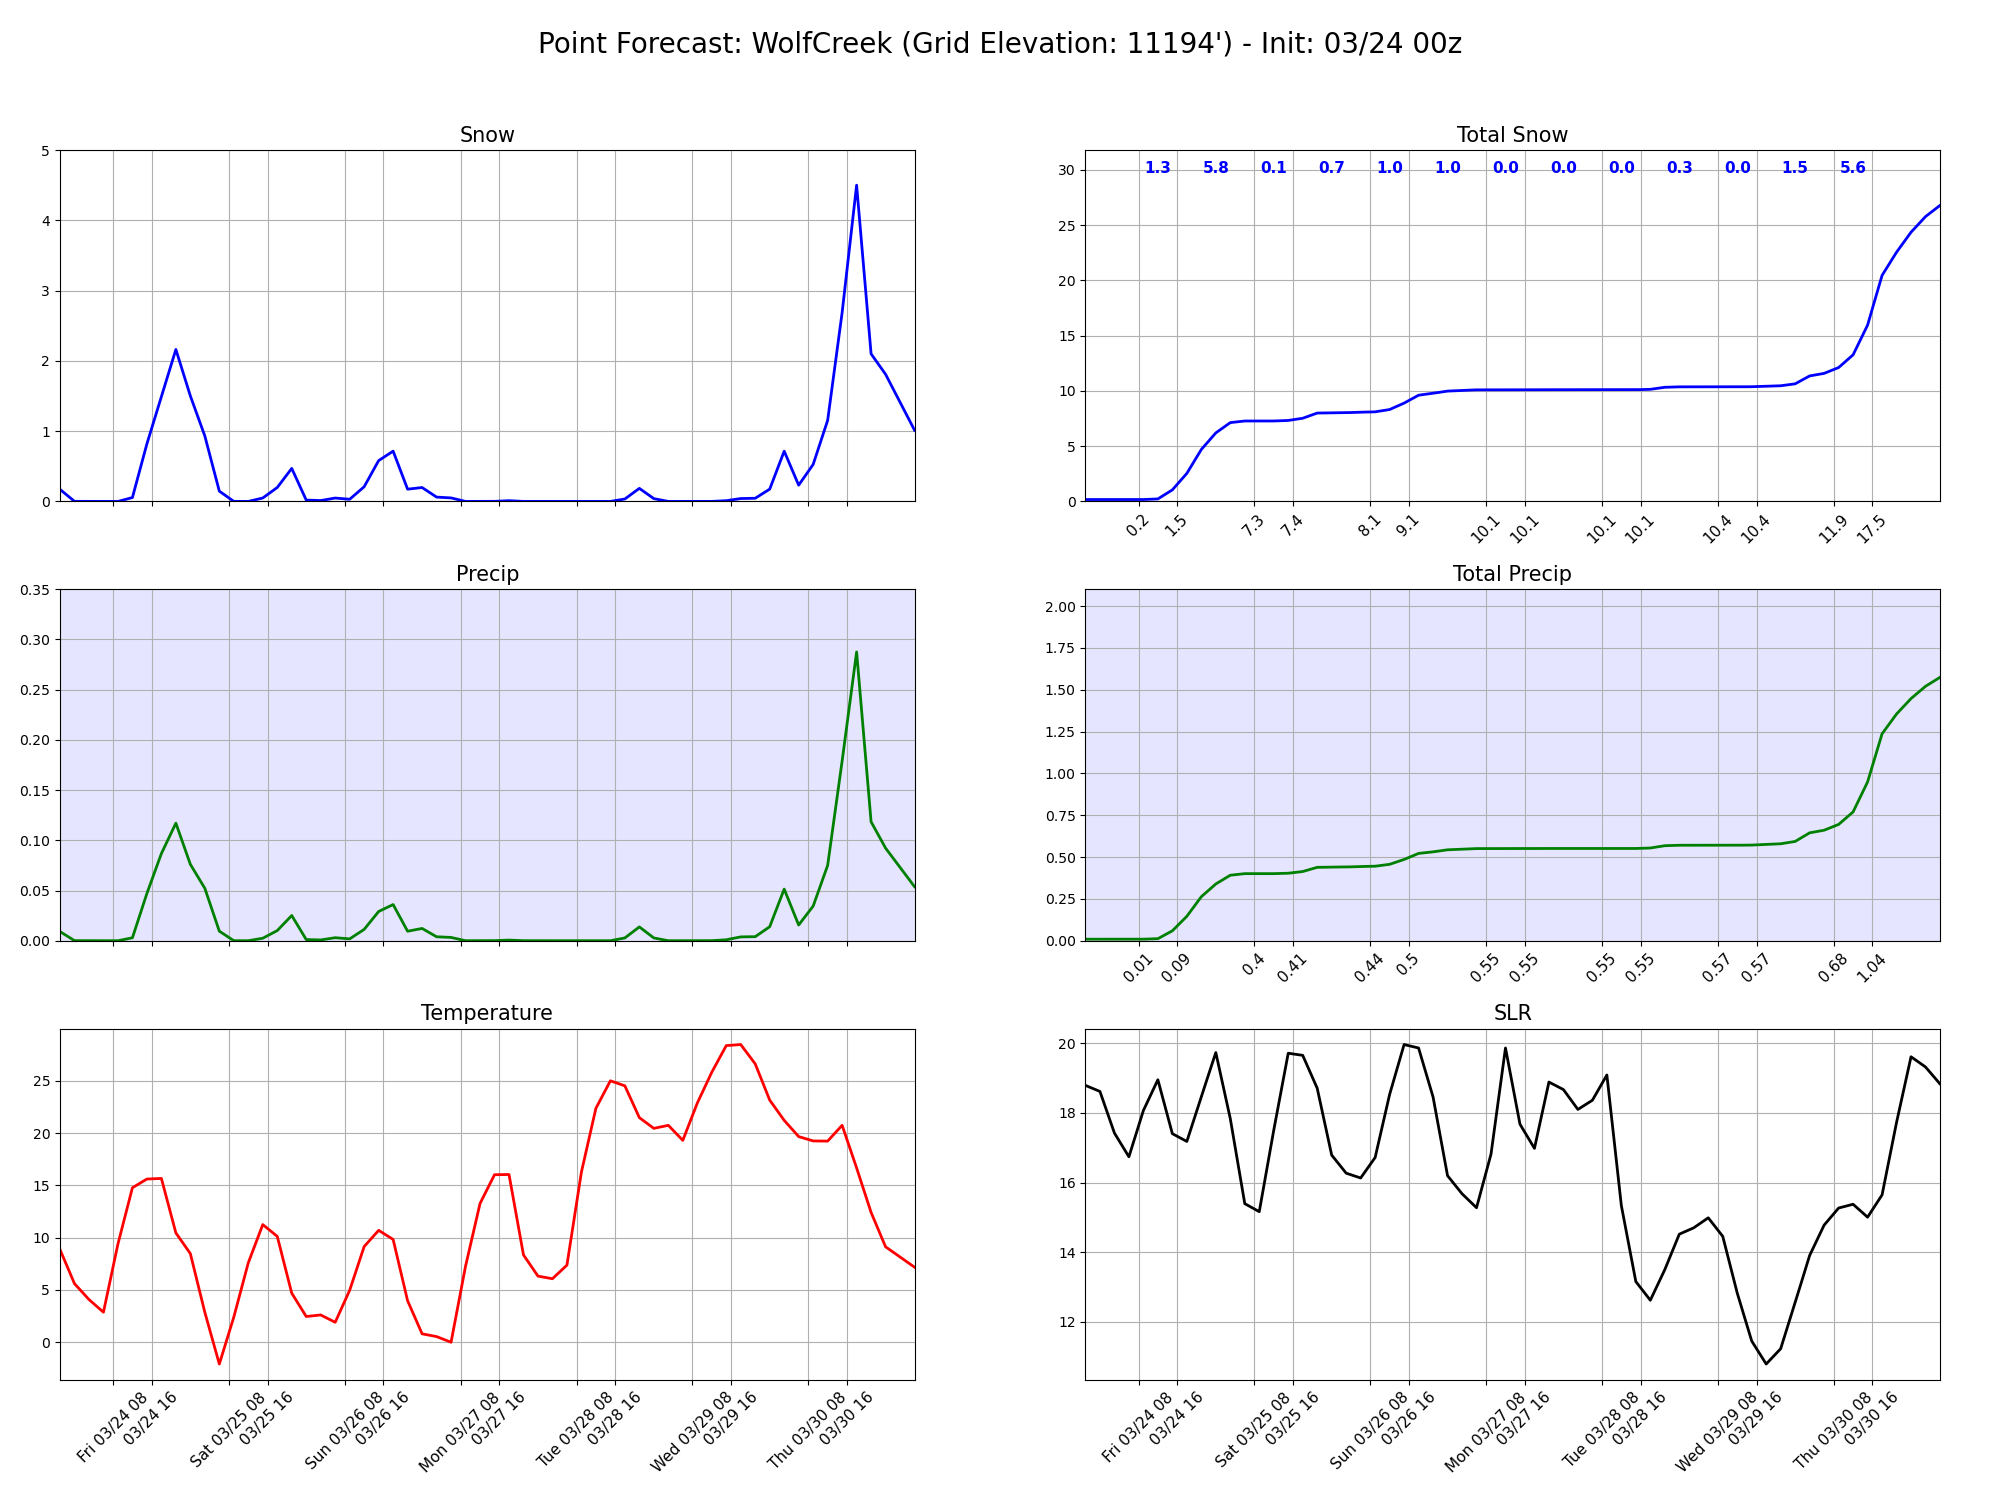 Point Forecast: WolfCreek (Grid Elevation: 11194') - Init: 03/24 00z
Snow
5
4
3
2
1
0
Total Snow
1.3 5.8 0.1 0.7 1.0 1.0 0.0 0.0 0.0 0.3 0.0 1.5 5.6
30
25
20
15
10
5
0
0.2 1.5 7.3 7.4 8.1 9.1 10.1 10.1 10.1 10.1 10.4 10.4 11.9 17.5
Precip
0.35
0.30
0.25
0.20
0.15
0.10
0.05
0.00
Total Precip
2.00
1.75
1.50
1.25
1.00
0.75
0.50
0.25
0.00
0.01 0.09 0.4 0.41 0.44 0.5 0.55 0.55 0.55 0.55 0.57 0.57 0.68 1.04
Temperature
25
20
15
10
5
0
Fri 03/24 08
03/24 16
Sat 03/25 08
03/25 16
Sun 03/26 08
03/26 16
Mon 03/27 08
03/27 16
Tue 03/28 08
03/28 16
Wed 03/29 08
03/29 16
Thu 03/30 08
03/30 16
SLR
20
18
16
14
12
Fri 03/24 08
03/24 16
Sat 03/25 08
03/25 16
Sun 03/26 08
03/26 16
Mon 03/27 08
03/27 16
Tue 03/28 08
03/28 16
Wed 03/29 08
03/29 16
Thu 03/30 08
03/30 16